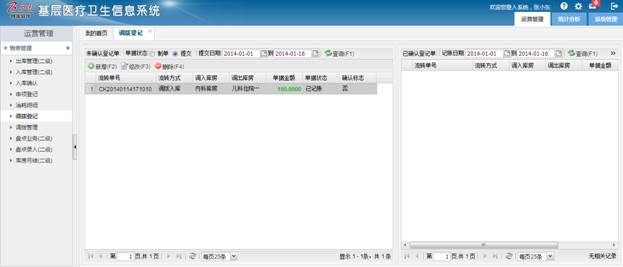 基层医疗卫生信息系统
欢迎您登入系统，张小东
运营管理 统计分析 系统管理
运营管理
物资管理
出库管理(二级)
入库管理(二级)
入库确认
申领登记
消耗明细
调拨登记
调拨管理
盘点业务(二级)
盘点录入(二级)
库房月结(二级)
我的首页 调拨登记
未确认登记单 单据状态 制单 提交 提交日期: 2014-01-01 到 2014-01-16 查询(F1)
新增(F2) 修改(F3) 删除(F4)
流转单号 流转方式 调入库房 调出库房 单据金额 单据状态 确认标志
1 CK20140114171010 调拨入库 内科库房 儿科住院… 100.0000 已记账 否
第 1 页,共 1 页 每页25条 显示 1 - 1条，共 1 条
已确认登记单 记账日期: 2014-01-01 到 2014-01-16 查询(F1)
流转单号 流转方式 调入库房 调出库房 单据金额
第 1 页,共 1 页 每页25条 无相关记录